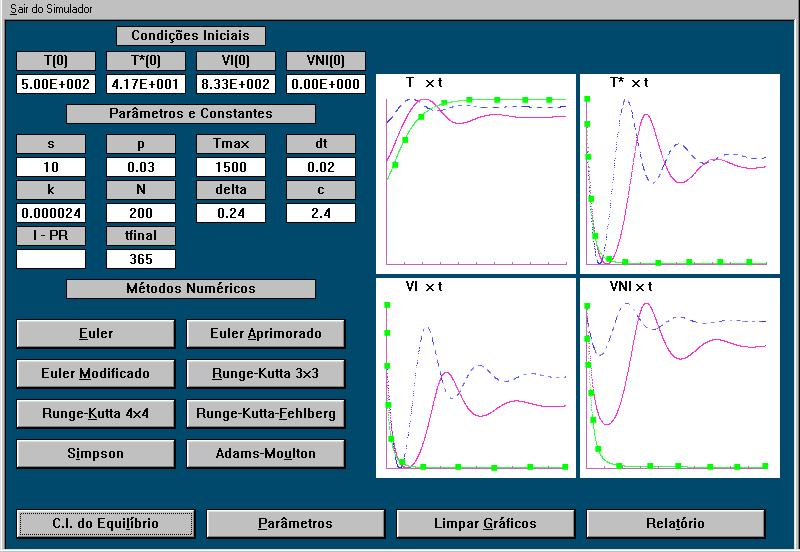 Sair do Simulador
Condições Iniciais
T(0) T*(0) VI(0) VNI(0)
5.00E+002 4.17E+001 8.33E+002 0.00E+000
Parâmetros e Constantes
s p Tmax dt
10 0.03 1500 0.02
k N delta c
0.000024 200 0.24 2.4
I - PR tfinal
365
Métodos Numéricos
Euler Euler Aprimorado
Euler Modificado Runge-Kutta 3x3
Runge-Kutta 4x4 Runge-Kutta-Fehlberg
Simpson Adams-Moulton
T x t T* x t
VI x t VNI x t
C.I. do Equilíbrio Parâmetros Limpar Gráficos Relatório